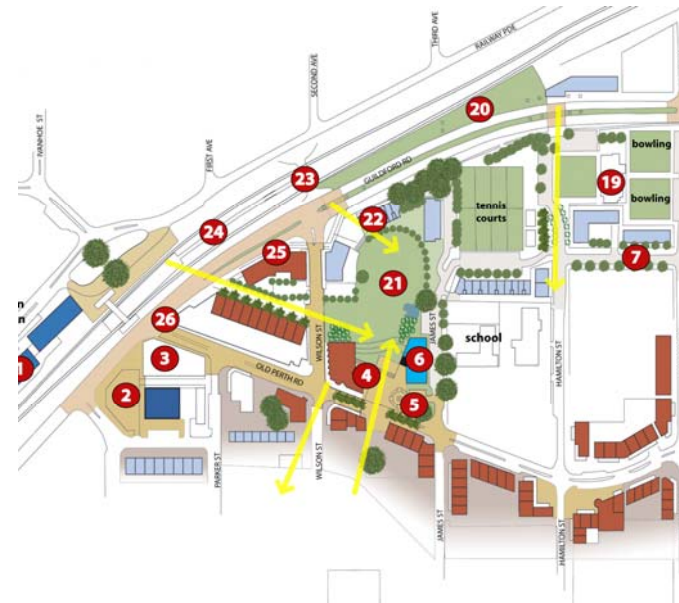 THIRD AVE
RAILWAY PDE
SECOND AVE
IVANHOE ST
FIRST AVE
20
GUILDFORD RD
bowling
23
19
22
tennis
courts
bowling
24
25
7
21
26
JAMES ST
WILSON ST
school
HAMILTON ST
6
3
4
OLD PERTH RD
2
5
n
n
1
PARKER ST
WILSON ST
JAMES ST
HAMILTON ST